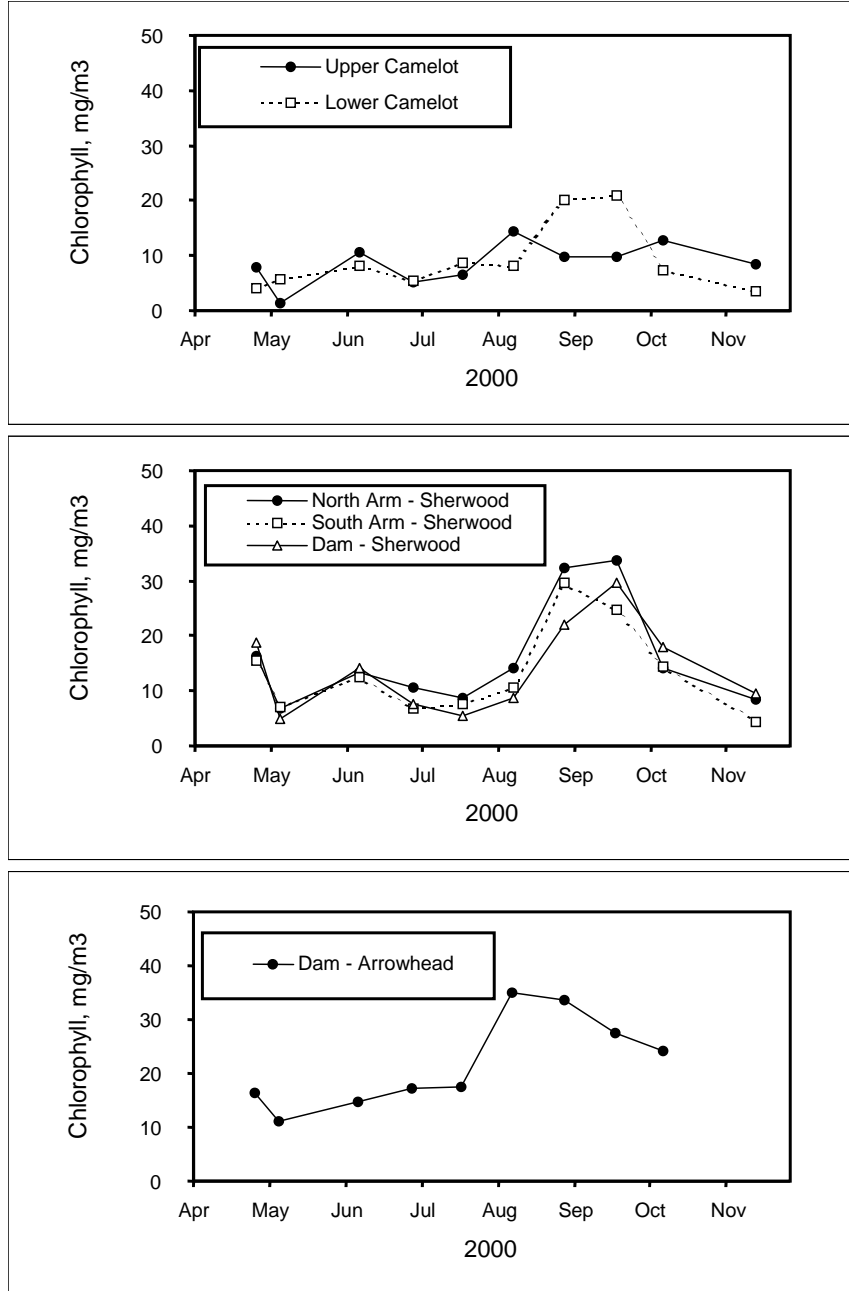 50
40
30
20
10
0
Chlorophyll, mg/m3
Upper Camelot
Lower Camelot
Apr May Jun Jul Aug Sep Oct Nov
2000
50
40
30
20
10
0
Chlorophyll, mg/m3
North Arm - Sherwood
South Arm - Sherwood
Dam - Sherwood
Apr May Jun Jul Aug Sep Oct Nov
2000
50
40
30
20
10
0
Chlorophyll, mg/m3
Dam - Arrowhead
Apr May Jun Jul Aug Sep Oct Nov
2000